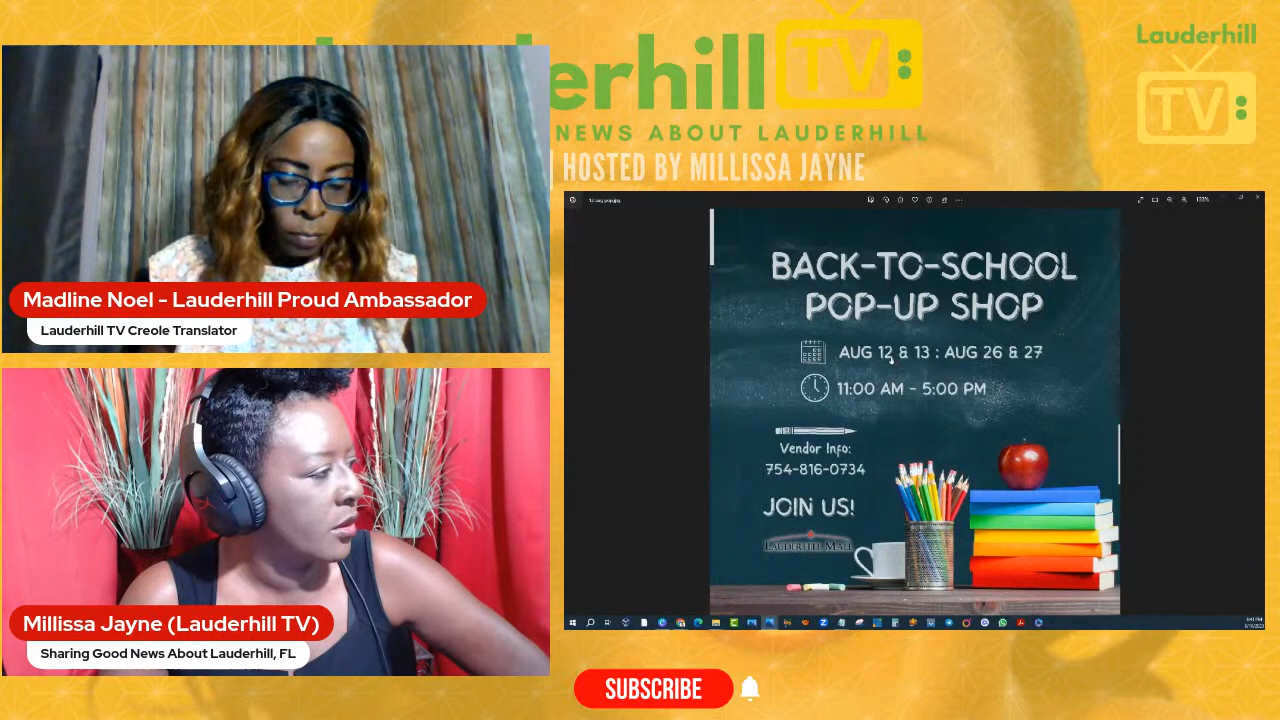 erhill TV:
NEWS ABOUT LAUDERHILL
HOSTED BY MILLISSA JAYNE
Lauderhill
TV:
Madline Noel - Lauderhill Proud Ambassador
Lauderhill TV Creole Translator
Millissa Jayne (Lauderhill TV)
Sharing Good News About Lauderhill, FL
133%
BACK-TO-SCHOOL
POP-UP SHOP
AUG 12 & 13 : AUG 26 & 27
11:00 AM - 5:00 PM
Vendor Info:
754-816-0734
JOIN US!
LAUDERHILL MALL
SUBSCRIBE